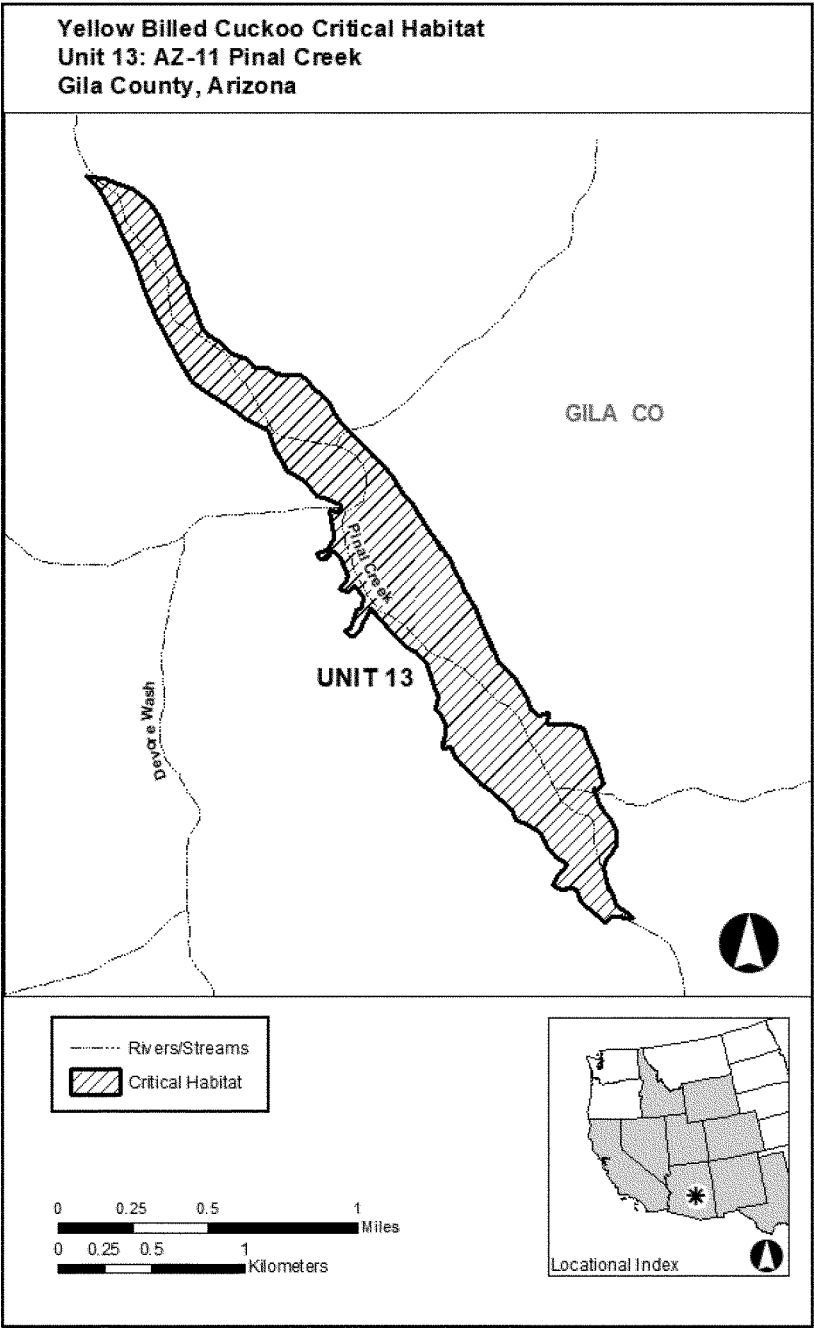 Yellow Billed Cuckoo Critical Habitat
Unit 13: AZ-11 Pinal Creek
Gila County, Arizona
GILA CO
Pinal Creek
UNIT 13
Devore Wash
Rivers/Streams
Critical Habitat
0 0.25 0.5 1
Miles
0 0.25 0.5 1
Kilometers
Locational Index